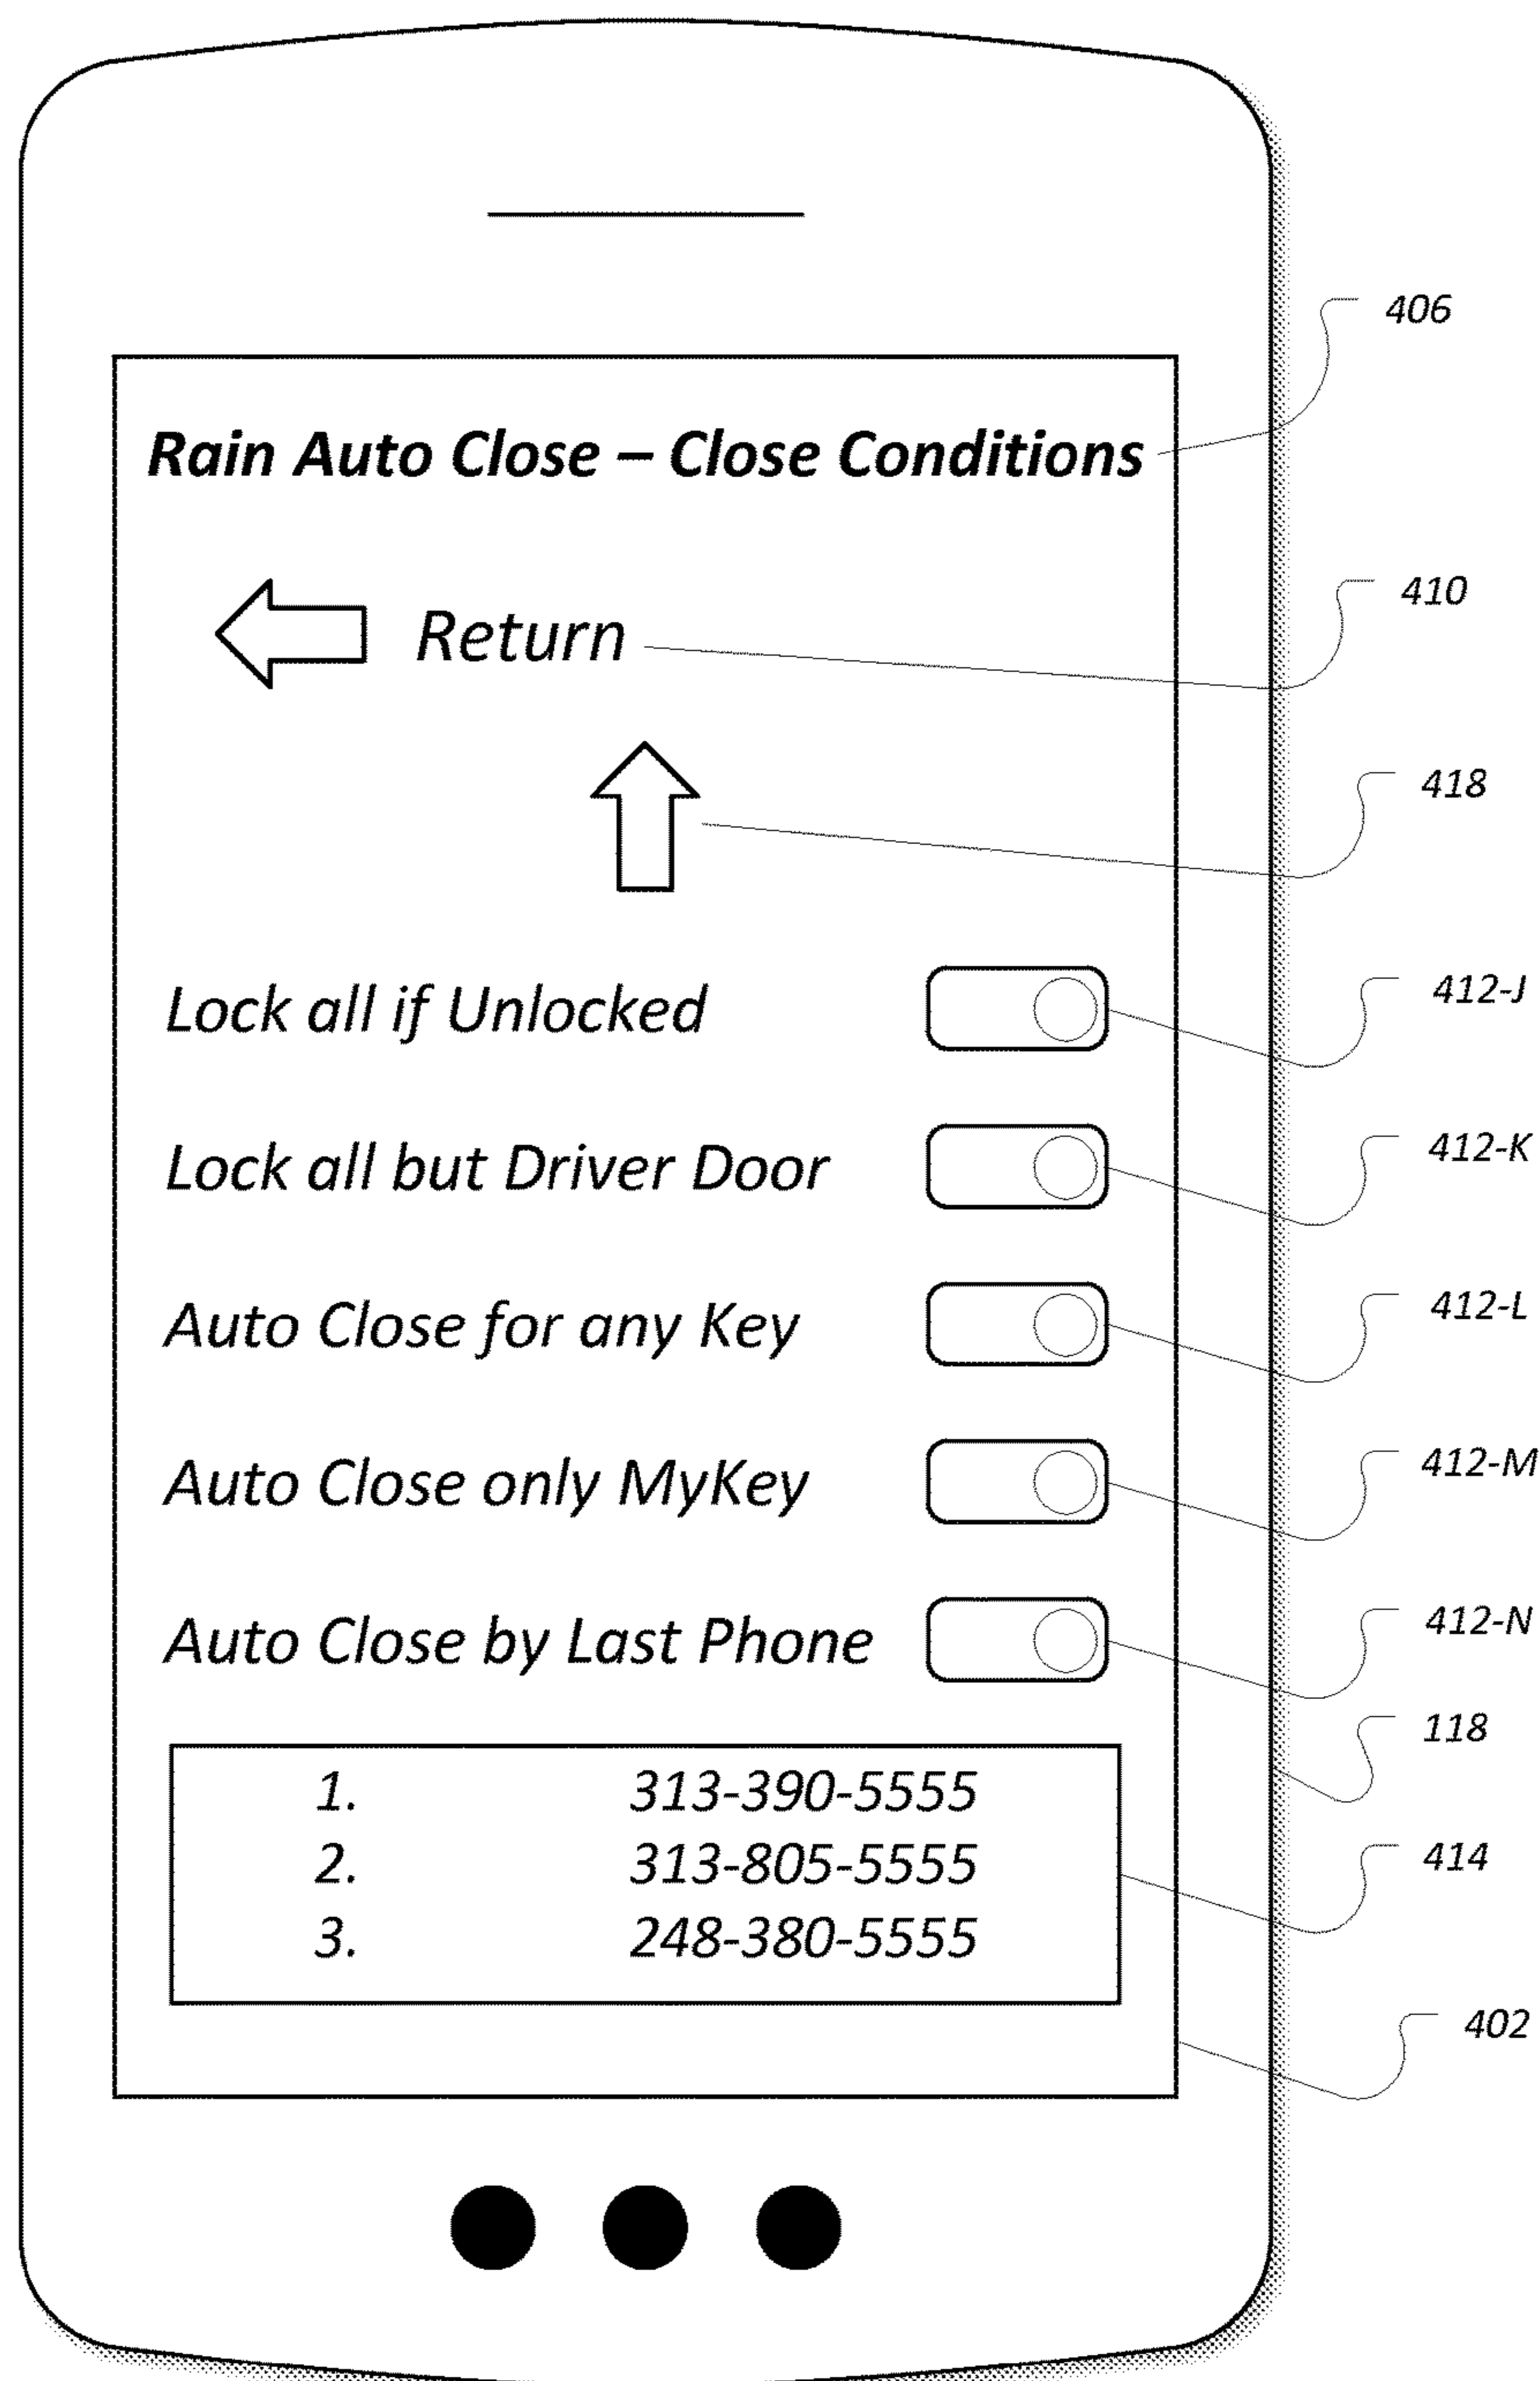 406
Rain Auto Close – Close Conditions
410
Return
418
Lock all if Unlocked 412-J
Lock all but Driver Door 412-K
Auto Close for any Key 412-L
Auto Close only MyKey 412-M
Auto Close by Last Phone 412-N
118
1. 313-390-5555
2. 313-805-5555
414
3. 248-380-5555
402